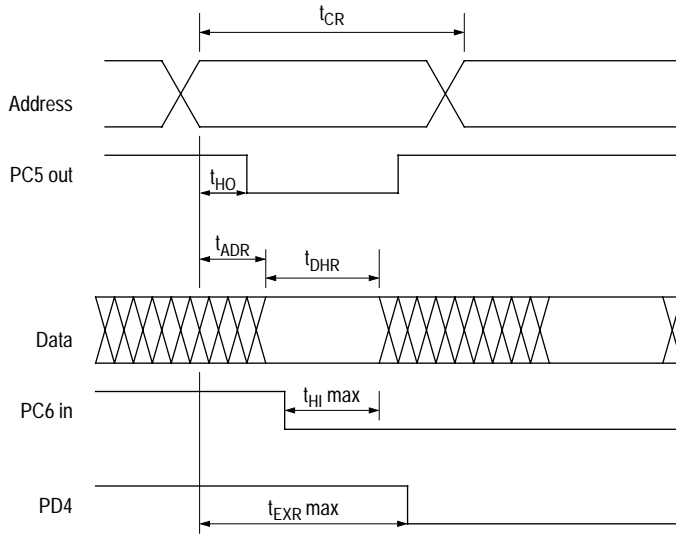 tCR
Address
PC5 out
tHO
tADR
tDHR
Data
PC6 in
tHI max
PD4
tEXR max